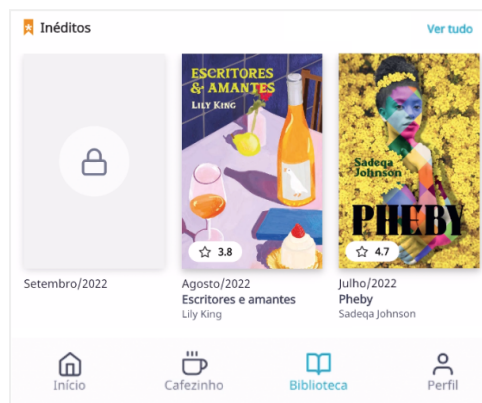 Inéditos
Ver tudo
ESCRITORES
& AMANTES
LILY KING
3.8
Sadeqa
Johnson
PHEBY
4.7
Setembro/2022
Agosto/2022
Escritores e amantes
Lily King
Julho/2022
Pheby
Sadeqa Johnson
Início
Cafezinho
Biblioteca
Perfil